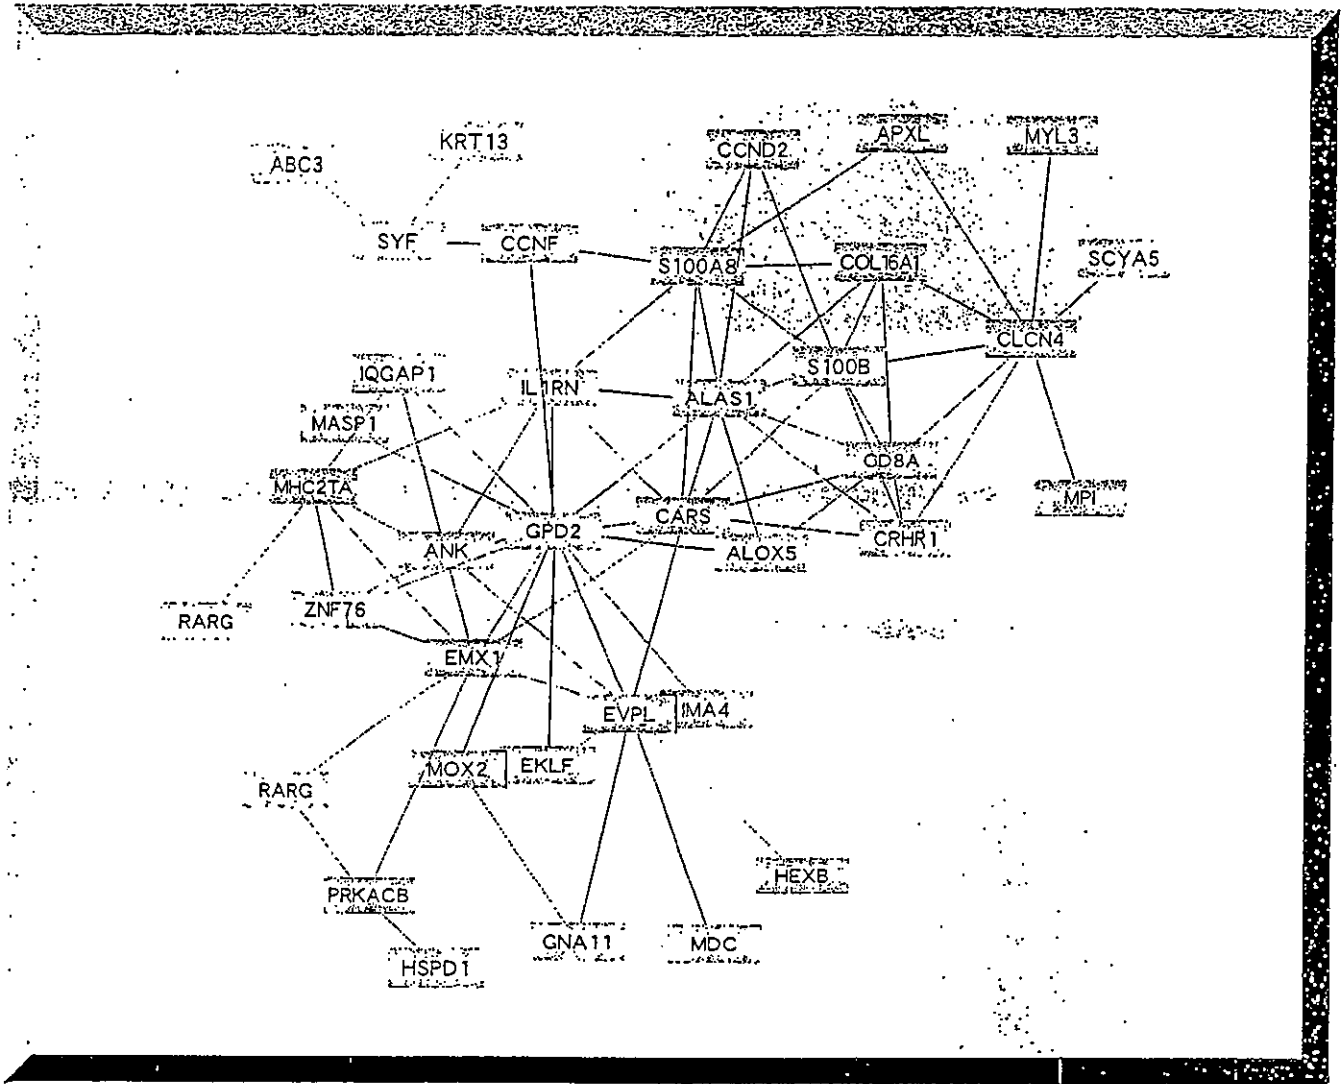 KRT13
ABC3
CCND2
APXL
MYL3
SYF
CCNF
S100A8
COL16A1
SCYA5
CLCN4
IQGAP1
IL1RN
ALAS1
S100B
MASP1
MHC2TA
CD8A
MPI
ANK
GPD2
CARS
ALOX5
CRHR1
RARG
ZNF76
EMX1
EVPL
IMA4
RARG
MOX2
EKLF
PRKACB
HEXB
HSPD1
GNA11
MDC